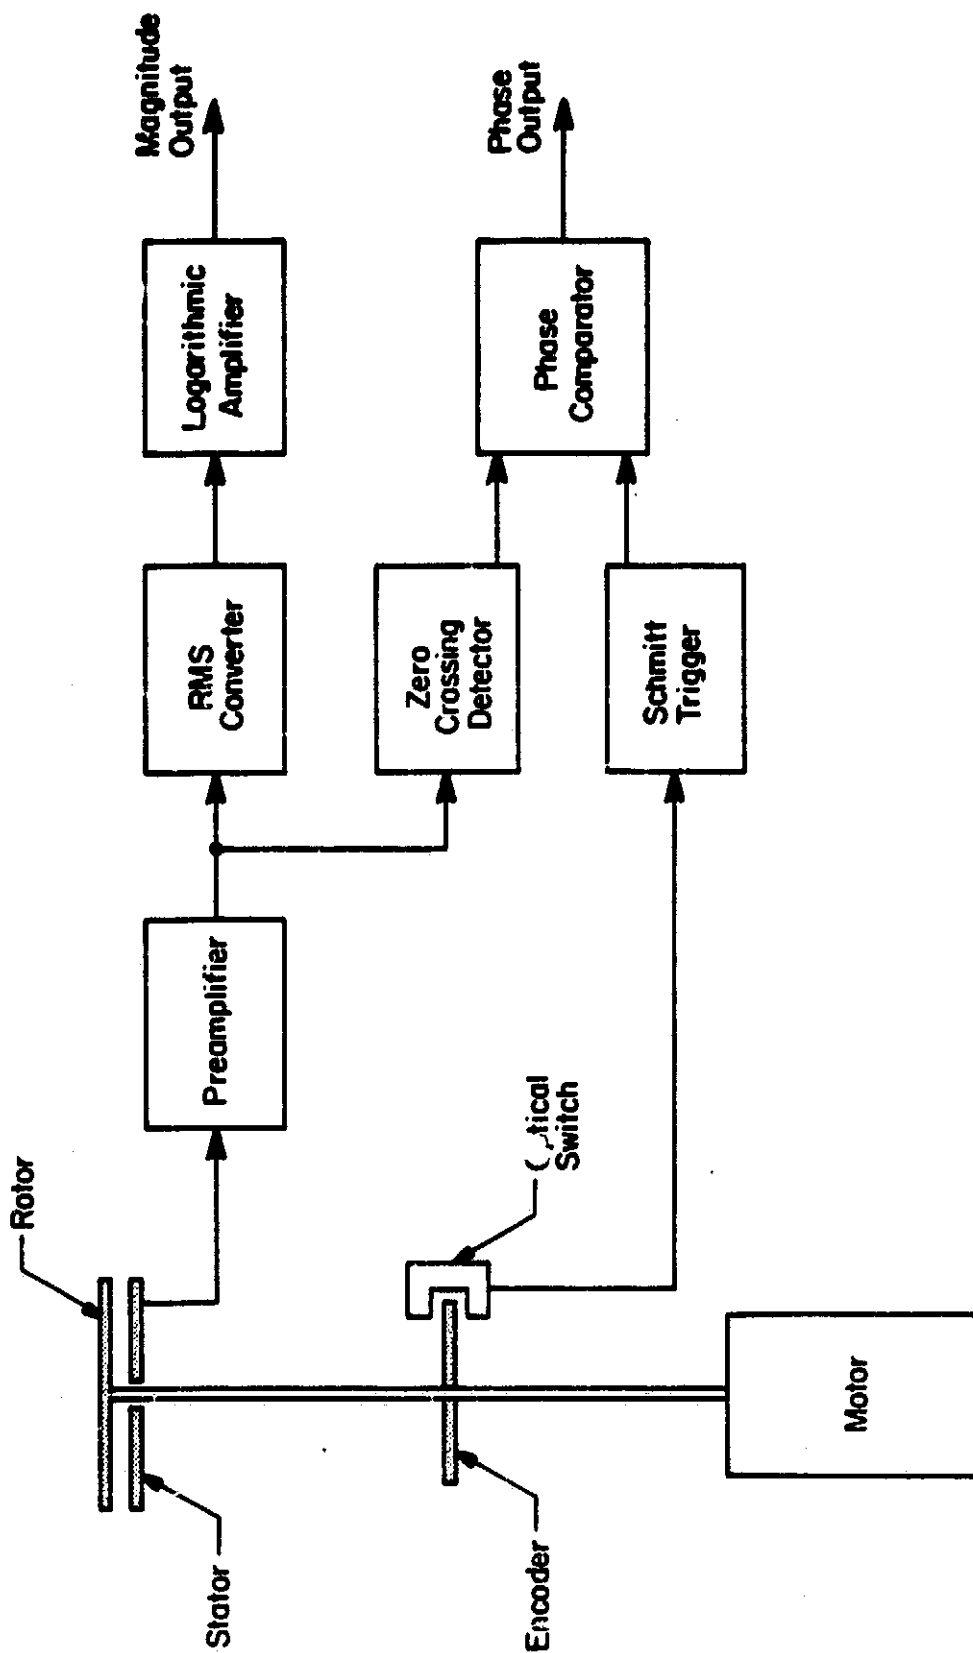 Magnitude
Output
Phase
Output
Logarithmic
Amplifier
Phase
Comparator
RMS
Converter
Zero
Crossing
Detector
Schmitt
Trigger
Preamplifier
Rotor
Switch
Stator
Encoder
Motor